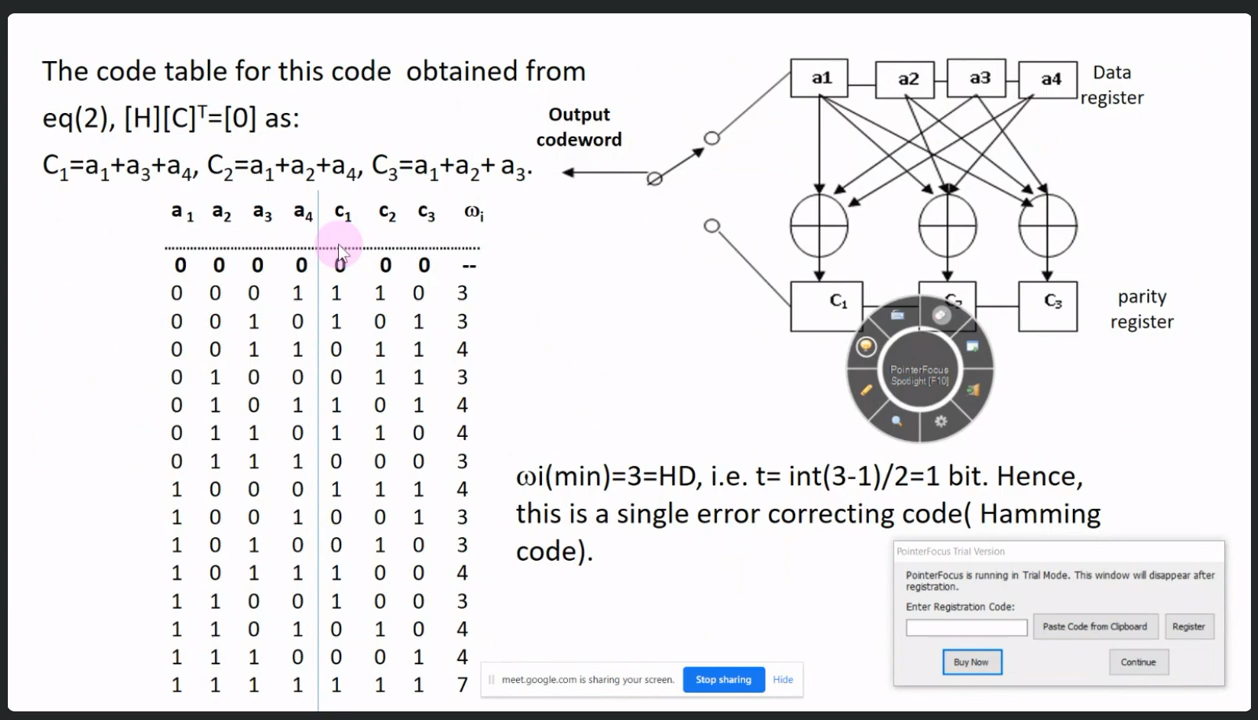 The code table for this code obtained from
eq(2), [H][C]ᵀ=[0] as:
C₁=a₁+a₃+a₄, C₂=a₁+a₂+a₄, C₃=a₁+a₂+ a₃.
a₁ a₂ a₃ a₄ c₁ c₂ c₃ ωᵢ
0 0 0 0 0 0 0 --
0 0 0 1 1 1 0 3
0 0 1 0 1 0 1 3
0 0 1 1 0 1 1 4
0 1 0 0 0 1 1 3
0 1 0 1 1 0 1 4
0 1 1 0 1 1 0 4
0 1 1 1 0 0 0 3
1 0 0 0 1 1 1 4
1 0 0 1 0 0 1 3
1 0 1 0 0 1 0 3
1 0 1 1 1 0 0 4
1 1 0 0 1 0 0 3
1 1 0 1 0 1 0 4
1 1 1 0 0 0 1 4
1 1 1 1 1 1 1 7
Output
codeword
a1 a2 a3 a4
Data
register
C₁ C₂ C₃
parity
register
PointerFocus
Spotlight [F10]
ωi(min)=3=HD, i.e. t= int(3-1)/2=1 bit. Hence,
this is a single error correcting code( Hamming
code).
PointerFocus Trial Version
PointerFocus is running in Trial Mode. This window will disappear after
registration.
Enter Registration Code:
Paste Code from Clipboard
Register
Buy Now
Continue
meet.google.com is sharing your screen.
Stop sharing
Hide